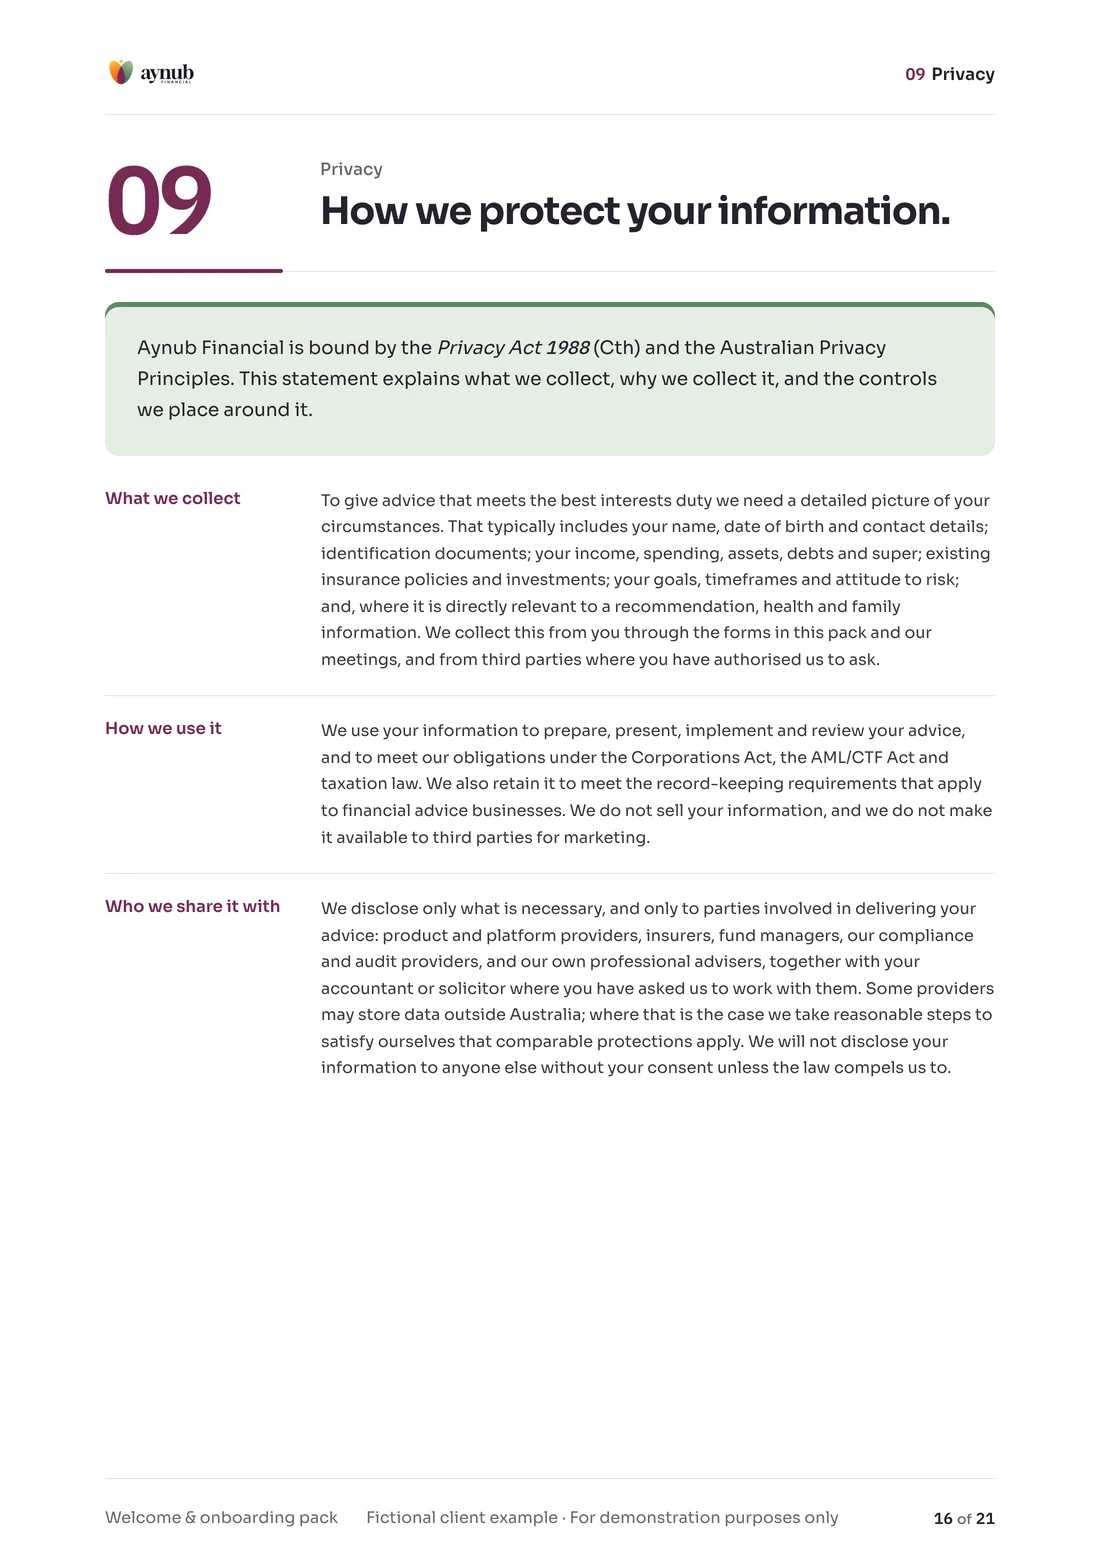 aynub
FINANCIAL
09 Privacy
09
Privacy
How we protect your information.
Aynub Financial is bound by the Privacy Act 1988 (Cth) and the Australian Privacy
Principles. This statement explains what we collect, why we collect it, and the controls
we place around it.
What we collect
To give advice that meets the best interests duty we need a detailed picture of your
circumstances. That typically includes your name, date of birth and contact details;
identification documents; your income, spending, assets, debts and super; existing
insurance policies and investments; your goals, timeframes and attitude to risk;
and, where it is directly relevant to a recommendation, health and family
information. We collect this from you through the forms in this pack and our
meetings, and from third parties where you have authorised us to ask.
How we use it
We use your information to prepare, present, implement and review your advice,
and to meet our obligations under the Corporations Act, the AML/CTF Act and
taxation law. We also retain it to meet the record-keeping requirements that apply
to financial advice businesses. We do not sell your information, and we do not make
it available to third parties for marketing.
Who we share it with
We disclose only what is necessary, and only to parties involved in delivering your
advice: product and platform providers, insurers, fund managers, our compliance
and audit providers, and our own professional advisers, together with your
accountant or solicitor where you have asked us to work with them. Some providers
may store data outside Australia; where that is the case we take reasonable steps to
satisfy ourselves that comparable protections apply. We will not disclose your
information to anyone else without your consent unless the law compels us to.
Welcome & onboarding pack
Fictional client example · For demonstration purposes only
16 of 21